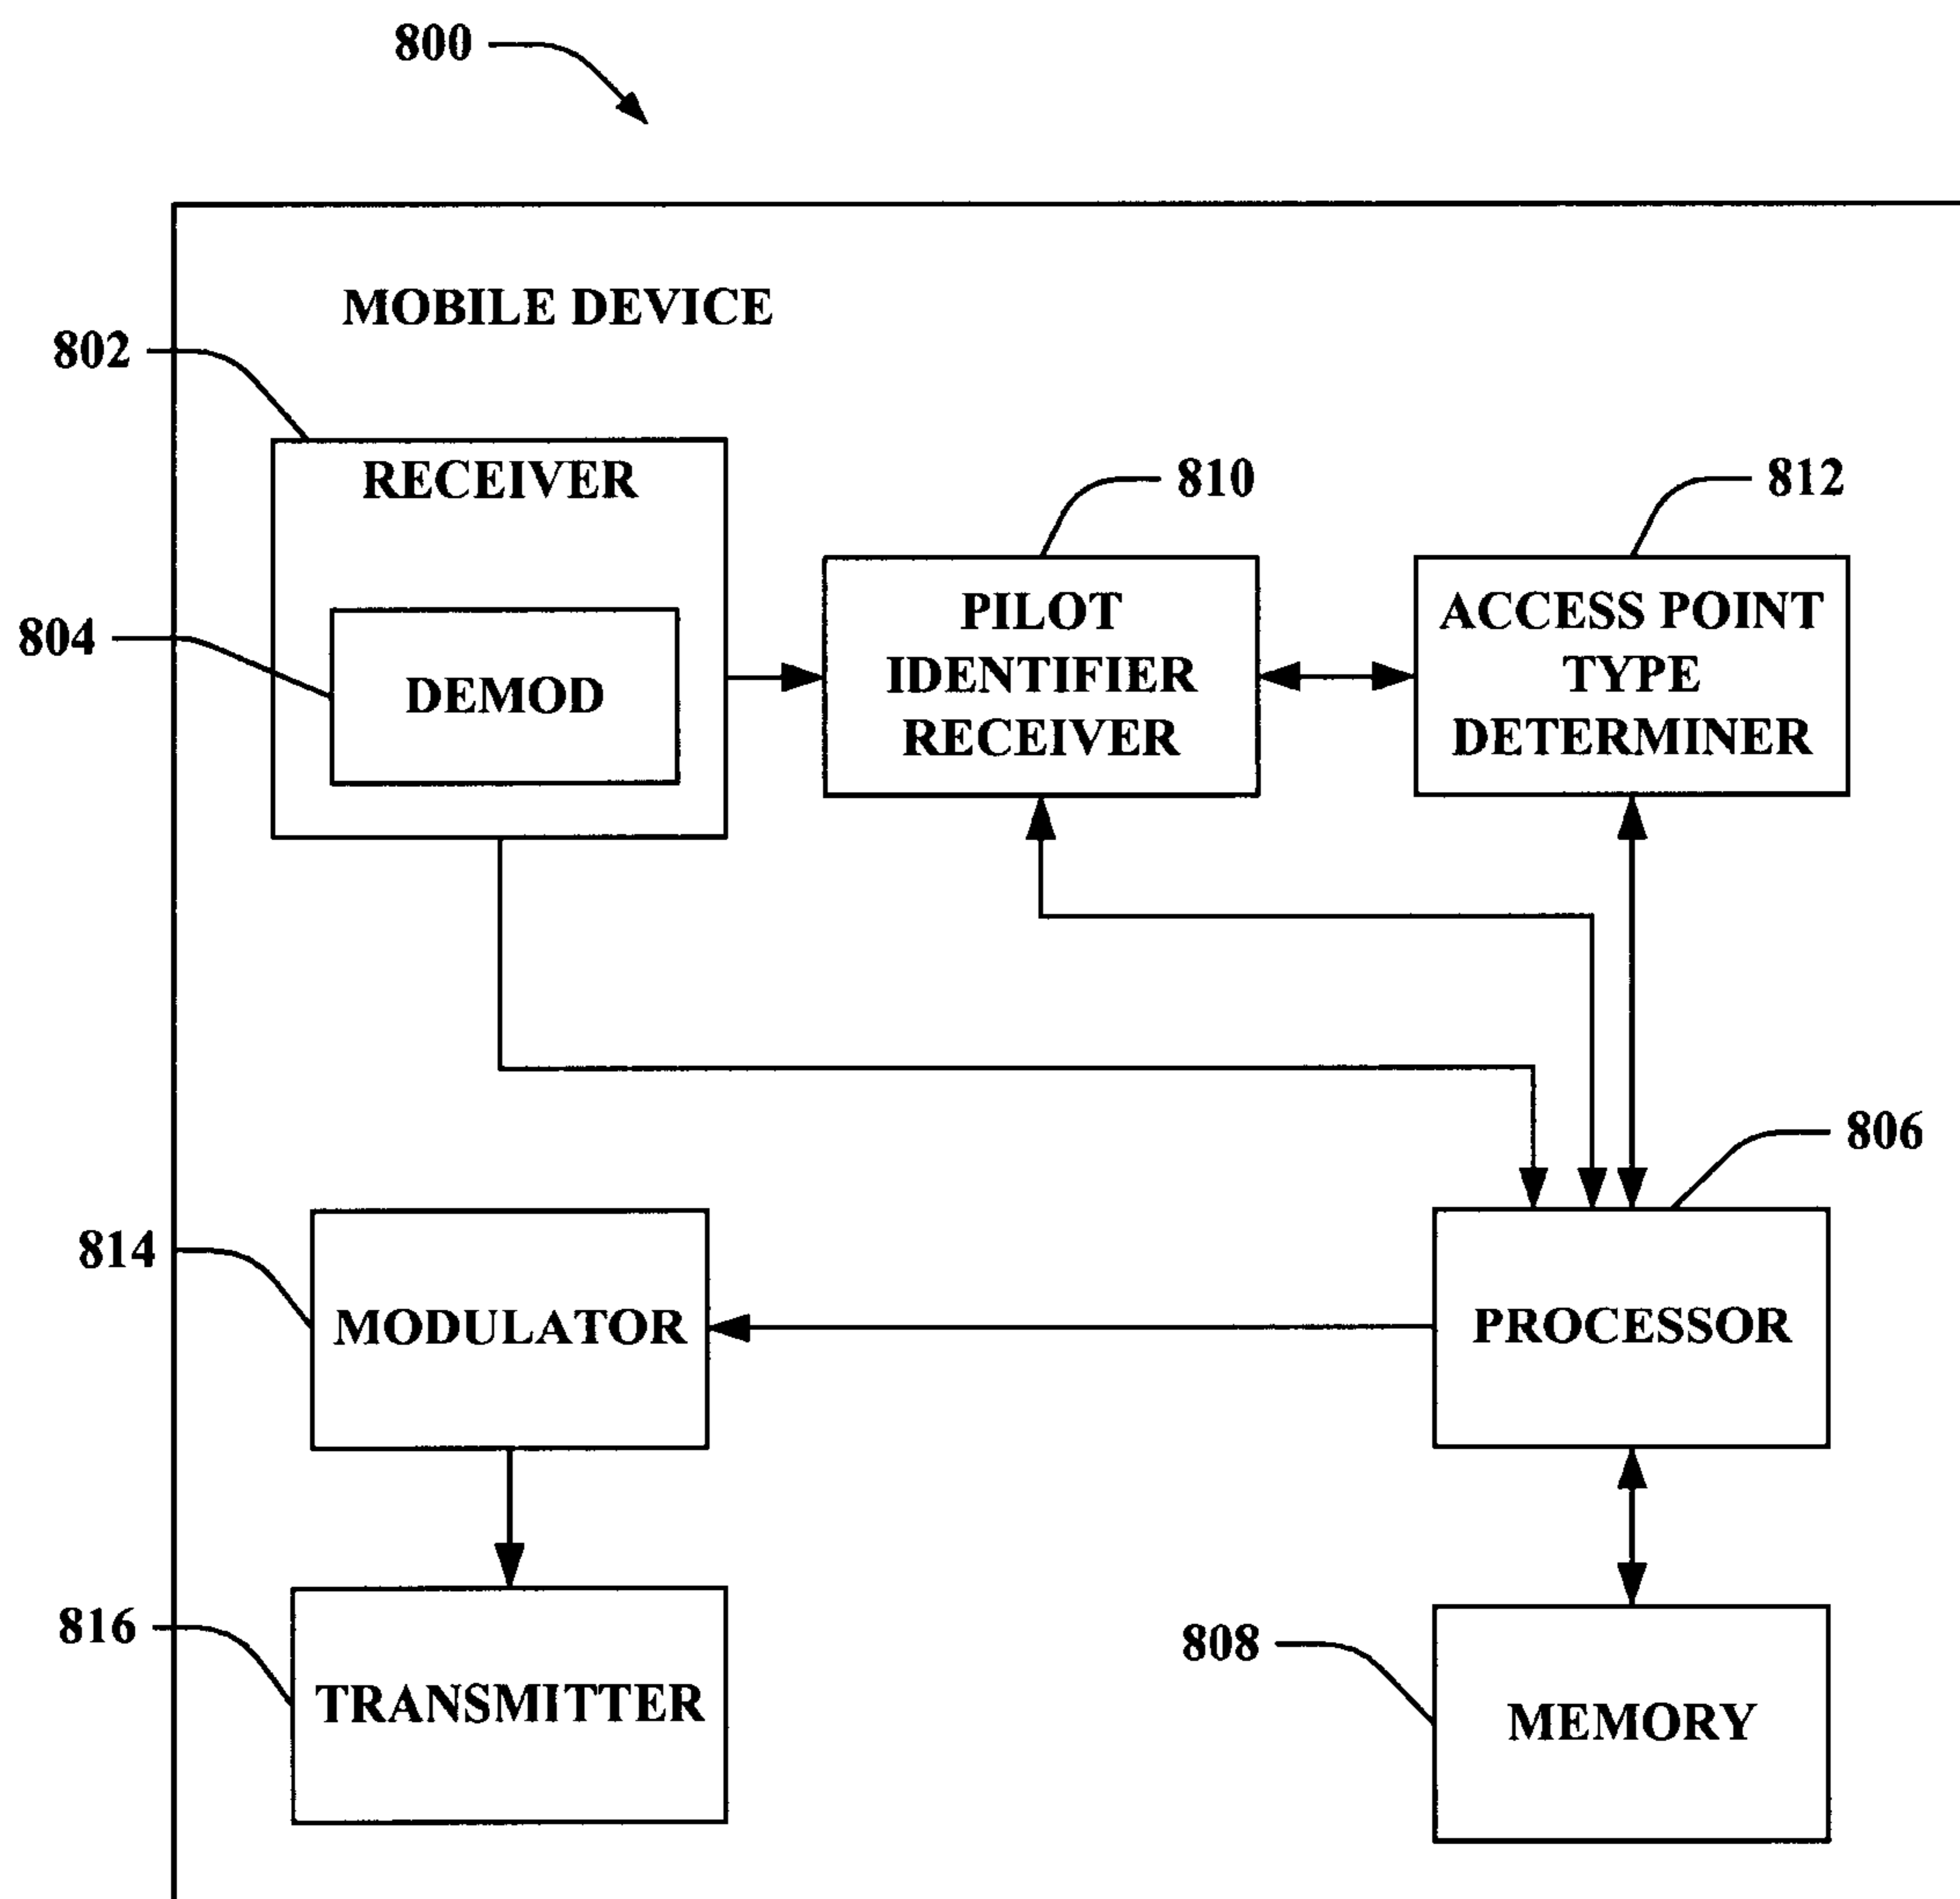 800
MOBILE DEVICE
802
RECEIVER
810
812
804
DEMOD
PILOT
IDENTIFIER
RECEIVER
ACCESS POINT
TYPE
DETERMINER
806
814
MODULATOR
PROCESSOR
816
TRANSMITTER
808
MEMORY